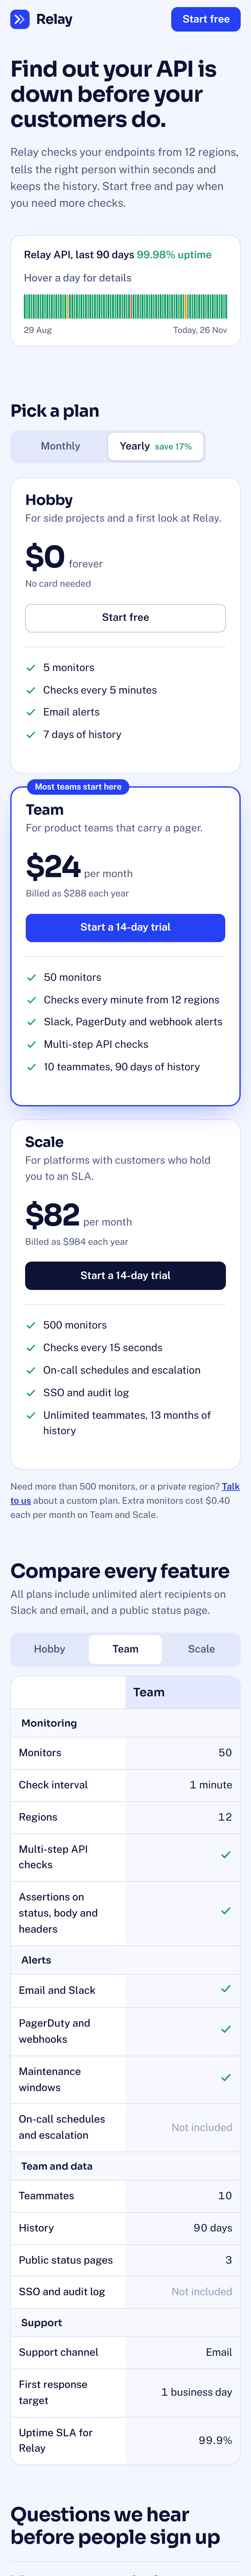 Relay
Start free
Find out your API is
down before your
customers do.
Relay checks your endpoints from 12 regions,
tells the right person within seconds and
keeps the history. Start free and pay when
you need more checks.
Relay API, last 90 days 99.98% uptime
Hover a day for details
29 Aug
Today, 26 Nov
Pick a plan
Monthly
Yearly save 17%
Hobby
For side projects and a first look at Relay.
$0 forever
No card needed
Start free
5 monitors
Checks every 5 minutes
Email alerts
7 days of history
Most teams start here
Team
For product teams that carry a pager.
$24 per month
Billed as $288 each year
Start a 14-day trial
50 monitors
Checks every minute from 12 regions
Slack, PagerDuty and webhook alerts
Multi-step API checks
10 teammates, 90 days of history
Scale
For platforms with customers who hold
you to an SLA.
$82 per month
Billed as $984 each year
Start a 14-day trial
500 monitors
Checks every 15 seconds
On-call schedules and escalation
SSO and audit log
Unlimited teammates, 13 months of
history
Need more than 500 monitors, or a private region? Talk
to us about a custom plan. Extra monitors cost $0.40
each per month on Team and Scale.
Compare every feature
All plans include unlimited alert recipients on
Slack and email, and a public status page.
Hobby
Team
Scale
Team
Monitoring
Monitors 50
Check interval 1 minute
Regions 12
Multi-step API
checks
Assertions on
status, body and
headers
Alerts
Email and Slack
PagerDuty and
webhooks
Maintenance
windows
On-call schedules
and escalation Not included
Team and data
Teammates 10
History 90 days
Public status pages 3
SSO and audit log Not included
Support
Support channel Email
First response
target 1 business day
Uptime SLA for
Relay 99.9%
Questions we hear
before people sign up